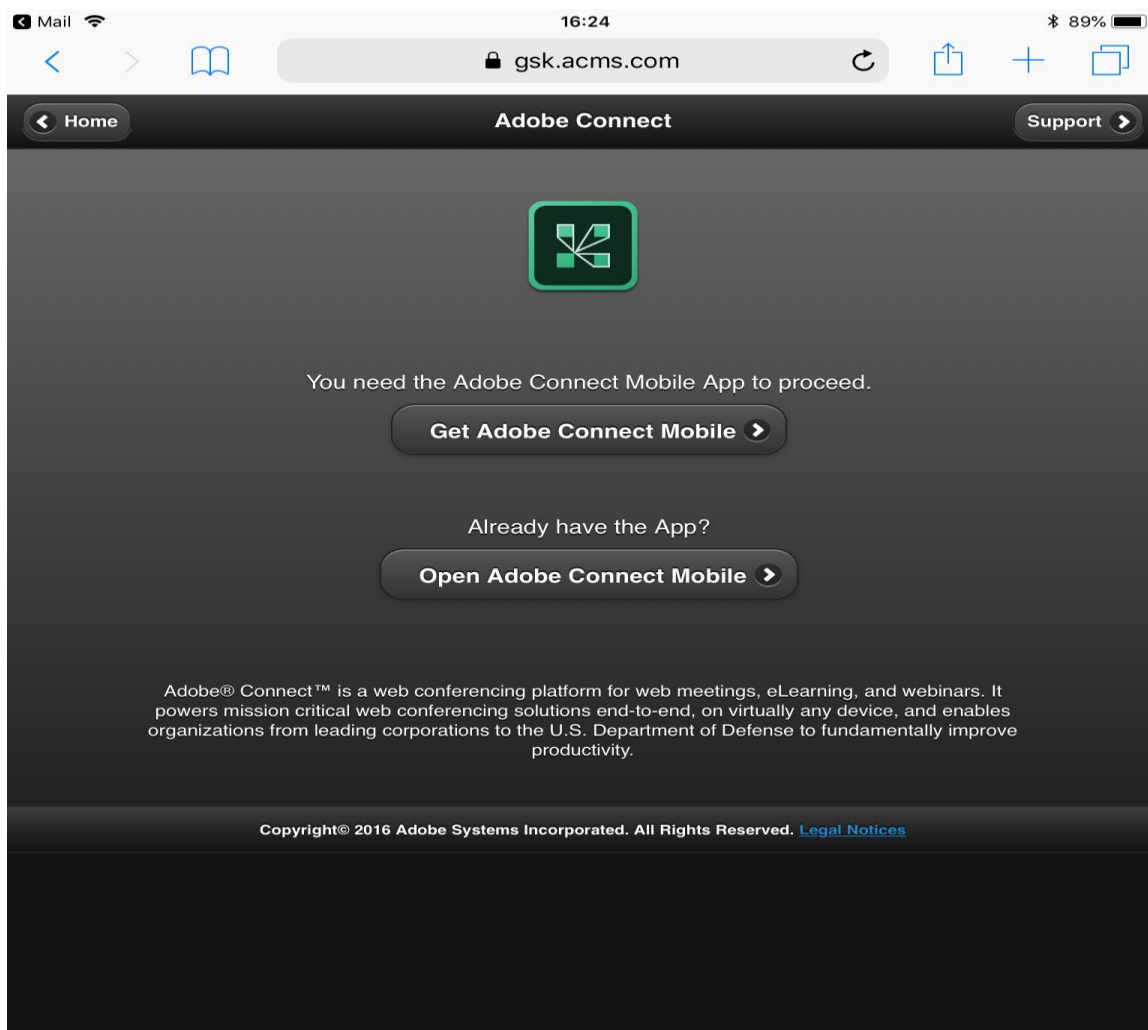 Mail 16:24 89%
gsk.acms.com
Home Adobe Connect Support
You need the Adobe Connect Mobile App to proceed.
Get Adobe Connect Mobile
Already have the App?
Open Adobe Connect Mobile
Adobe® Connect™ is a web conferencing platform for web meetings, eLearning, and webinars. It
powers mission critical web conferencing solutions end-to-end, on virtually any device, and enables
organizations from leading corporations to the U.S. Department of Defense to fundamentally improve
productivity.
Copyright© 2016 Adobe Systems Incorporated. All Rights Reserved. Legal Notices